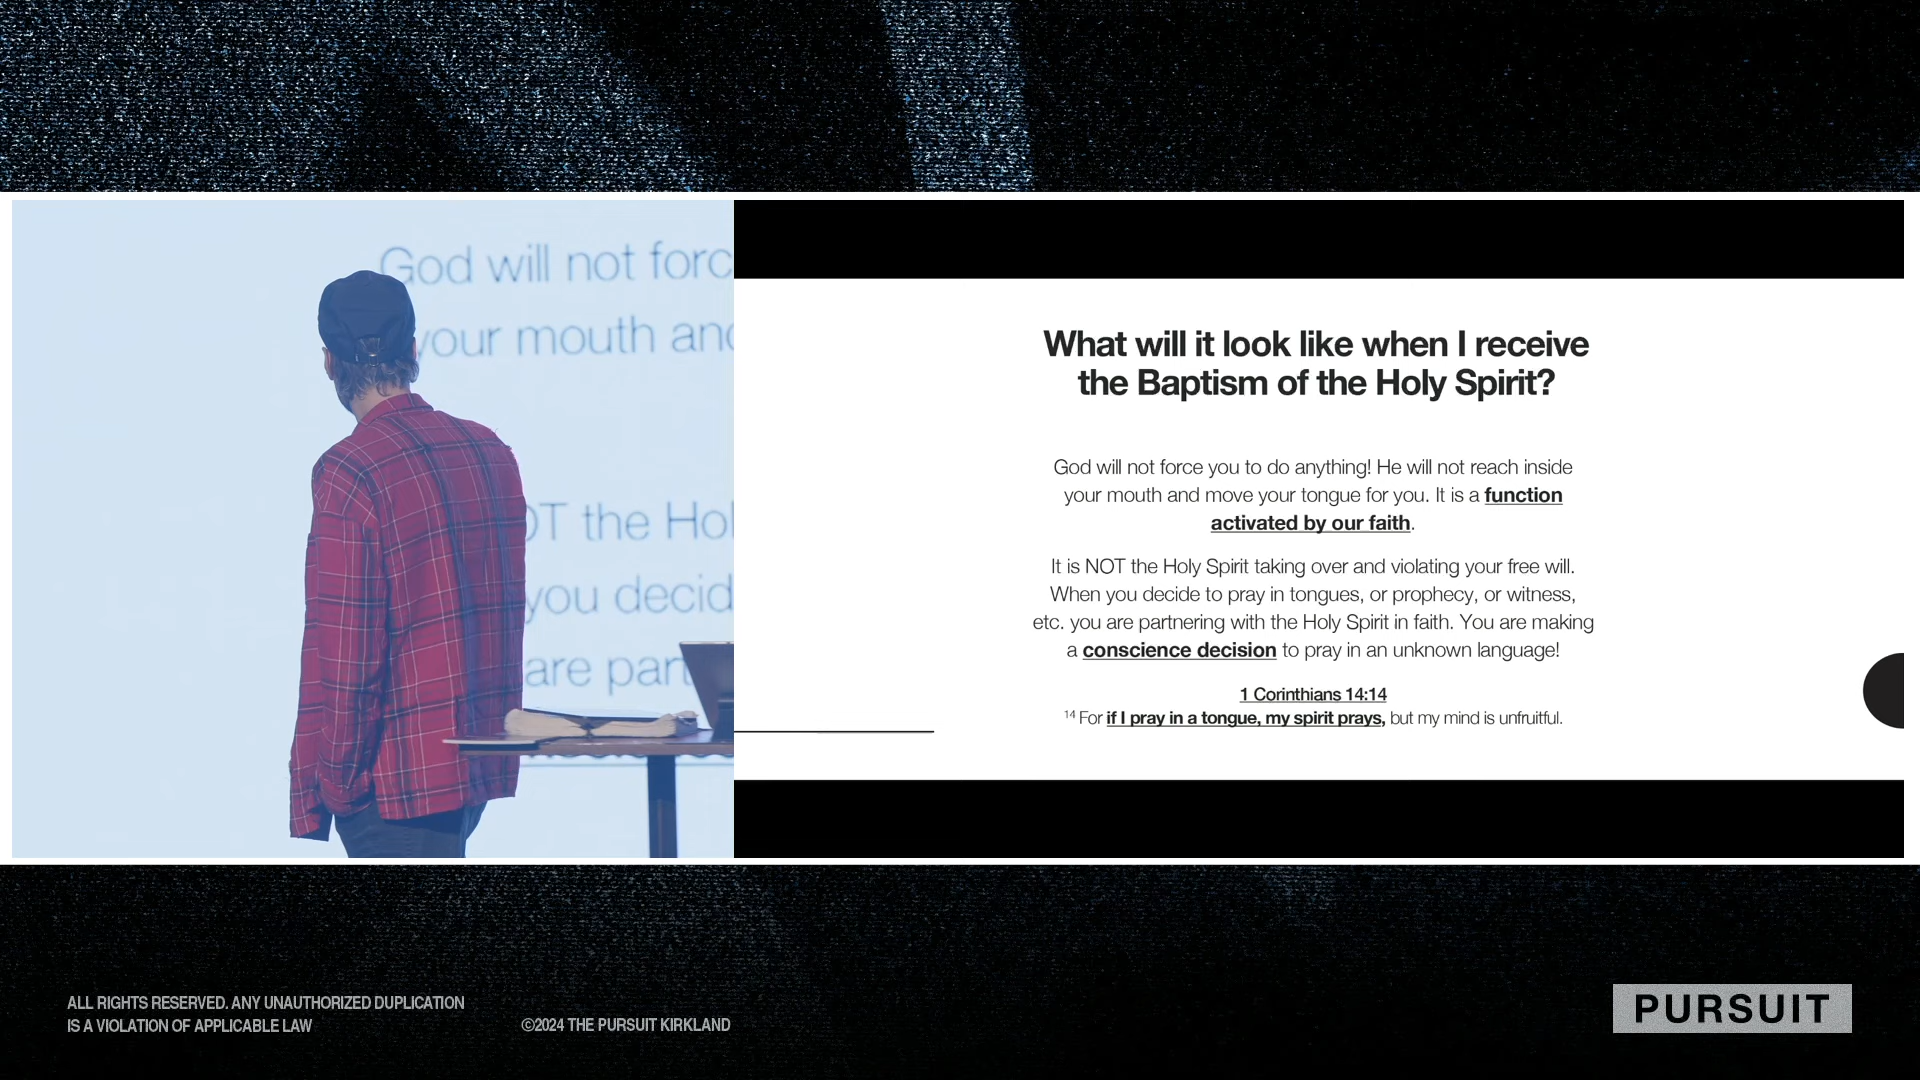 God will not forc
your mouth and
OT the Hol
you decid
are part
What will it look like when I receive
the Baptism of the Holy Spirit?
God will not force you to do anything! He will not reach inside
your mouth and move your tongue for you. It is a function
activated by our faith.
It is NOT the Holy Spirit taking over and violating your free will.
When you decide to pray in tongues, or prophecy, or witness,
etc. you are partnering with the Holy Spirit in faith. You are making
a conscience decision to pray in an unknown language!
1 Corinthians 14:14
14 For if I pray in a tongue, my spirit prays, but my mind is unfruitful.
ALL RIGHTS RESERVED. ANY UNAUTHORIZED DUPLICATION
IS A VIOLATION OF APPLICABLE LAW
©2024 THE PURSUIT KIRKLAND
PURSUIT